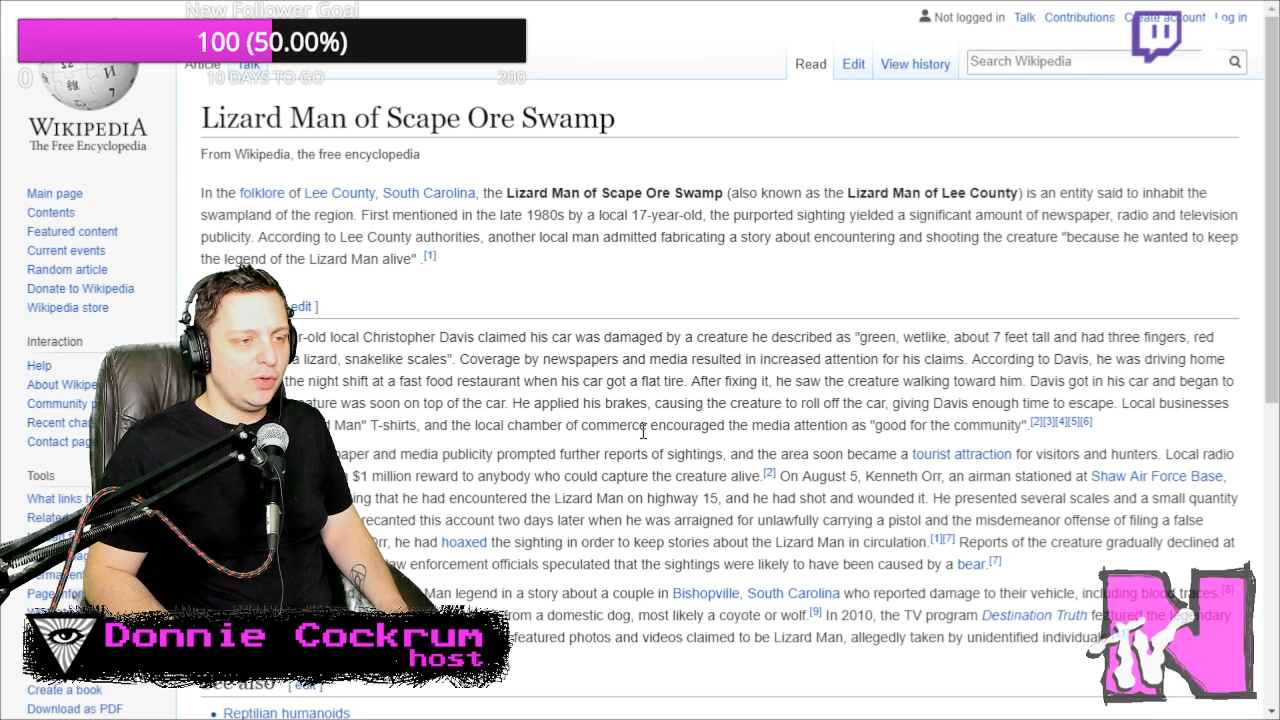 New Follower Goal
100 (50.00%)
0
10 DAYS TO GO
200
Not logged in Talk Contributions Create account Log in
Article Talk
Read Edit View history
Search Wikipedia
WIKIPEDIA
The Free Encyclopedia
Main page
Contents
Featured content
Current events
Random article
Donate to Wikipedia
Wikipedia store
Interaction
Help
About Wikipe
Community p
Recent cha
Contact pag
Tools
What links h
Related
Permanen
Page infor
Create a book
Download as PDF
Lizard Man of Scape Ore Swamp
From Wikipedia, the free encyclopedia
In the folklore of Lee County, South Carolina, the Lizard Man of Scape Ore Swamp (also known as the Lizard Man of Lee County) is an entity said to inhabit the
swampland of the region. First mentioned in the late 1980s by a local 17-year-old, the purported sighting yielded a significant amount of newspaper, radio and television
publicity. According to Lee County authorities, another local man admitted fabricating a story about encountering and shooting the creature "because he wanted to keep
the legend of the Lizard Man alive" .[1]
edit ]
r-old local Christopher Davis claimed his car was damaged by a creature he described as "green, wetlike, about 7 feet tall and had three fingers, red
a lizard, snakelike scales". Coverage by newspapers and media resulted in increased attention for his claims. According to Davis, he was driving home
the night shift at a fast food restaurant when his car got a flat tire. After fixing it, he saw the creature walking toward him. Davis got in his car and began to
ature was soon on top of the car. He applied his brakes, causing the creature to roll off the car, giving Davis enough time to escape. Local businesses
d Man" T-shirts, and the local chamber of commerce encouraged the media attention as "good for the community".[2][3][4][5][6]
paper and media publicity prompted further reports of sightings, and the area soon became a tourist attraction for visitors and hunters. Local radio
$1 million reward to anybody who could capture the creature alive.[2] On August 5, Kenneth Orr, an airman stationed at Shaw Air Force Base,
ing that he had encountered the Lizard Man on highway 15, and he had shot and wounded it. He presented several scales and a small quantity
recanted this account two days later when he was arraigned for unlawfully carrying a pistol and the misdemeanor offense of filing a false
rr, he had hoaxed the sighting in order to keep stories about the Lizard Man in circulation.[1][7] Reports of the creature gradually declined at
law enforcement officials speculated that the sightings were likely to have been caused by a bear.[7]
Man legend in a story about a couple in Bishopville, South Carolina who reported damage to their vehicle, including blood traces.[8]
from a domestic dog, most likely a coyote or wolf.[9] In 2010, the TV program Destination Truth featured the legendary
featured photos and videos claimed to be Lizard Man, allegedly taken by unidentified individua
See also [ edit ]
Reptilian humanoids
Donnie Cockrum
host
TV
N